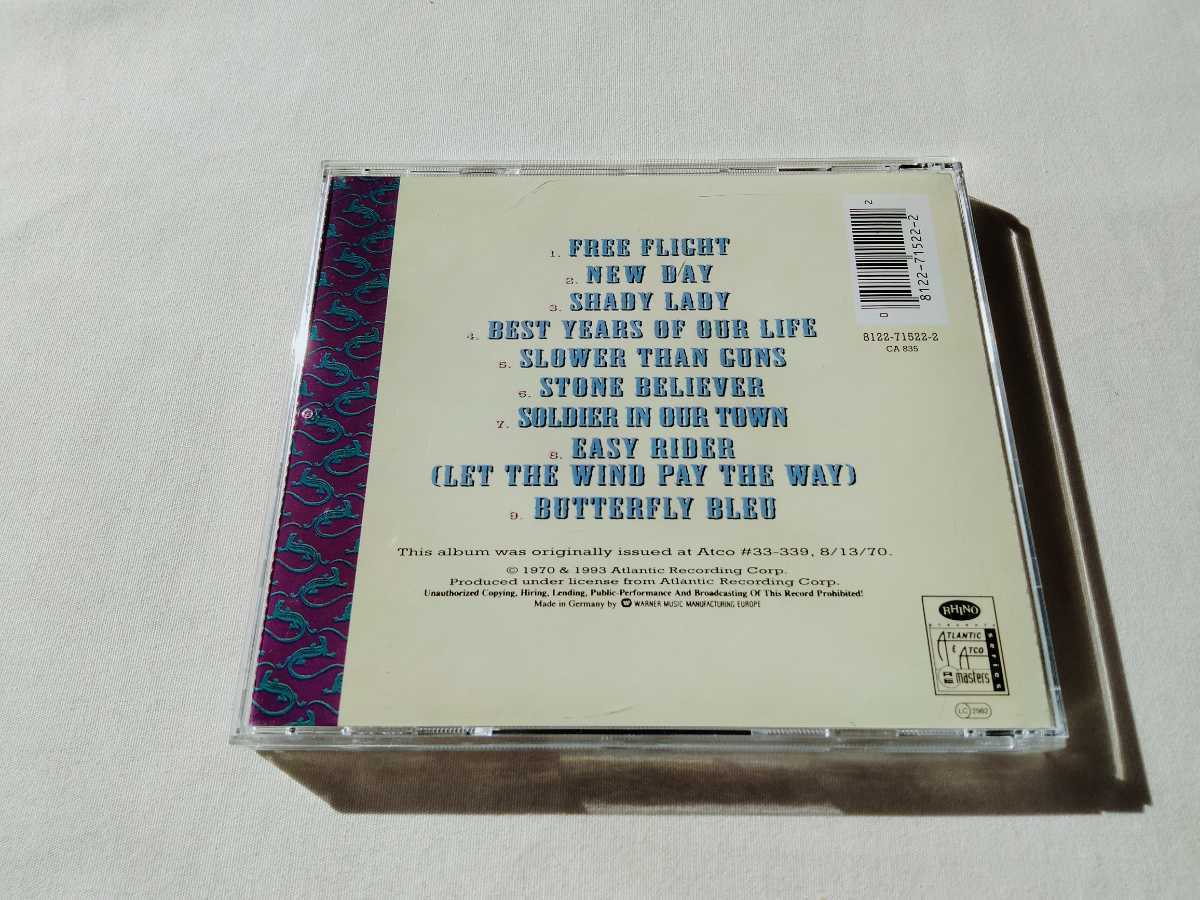 1. FREE FLIGHT
2. NEW DAY
3. SHADY LADY
4. BEST YEARS OF OUR LIFE
5. SLOWER THAN GUNS
6. STONE BELIEVER
7. SOLDIER IN OUR TOWN
8. EASY RIDER
(LET THE WIND PAY THE WAY)
9. BUTTERFLY BLEU
This album was originally issued at Atco #33-339, 8/13/70.
© 1970 & 1993 Atlantic Recording Corp.
Produced under license from Atlantic Recording Corp.
Unauthorized Copying, Hiring, Lending, Public-Performance And Broadcasting Of This Record Prohibited!
Made in Germany by WARNER MUSIC MANUFACTURING EUROPE
2
0
8122-71522-2
8122-71522-2
CA 835
RHINO
PRESENTS
ATLANTIC
& ATCO
masters
series
LC 2982